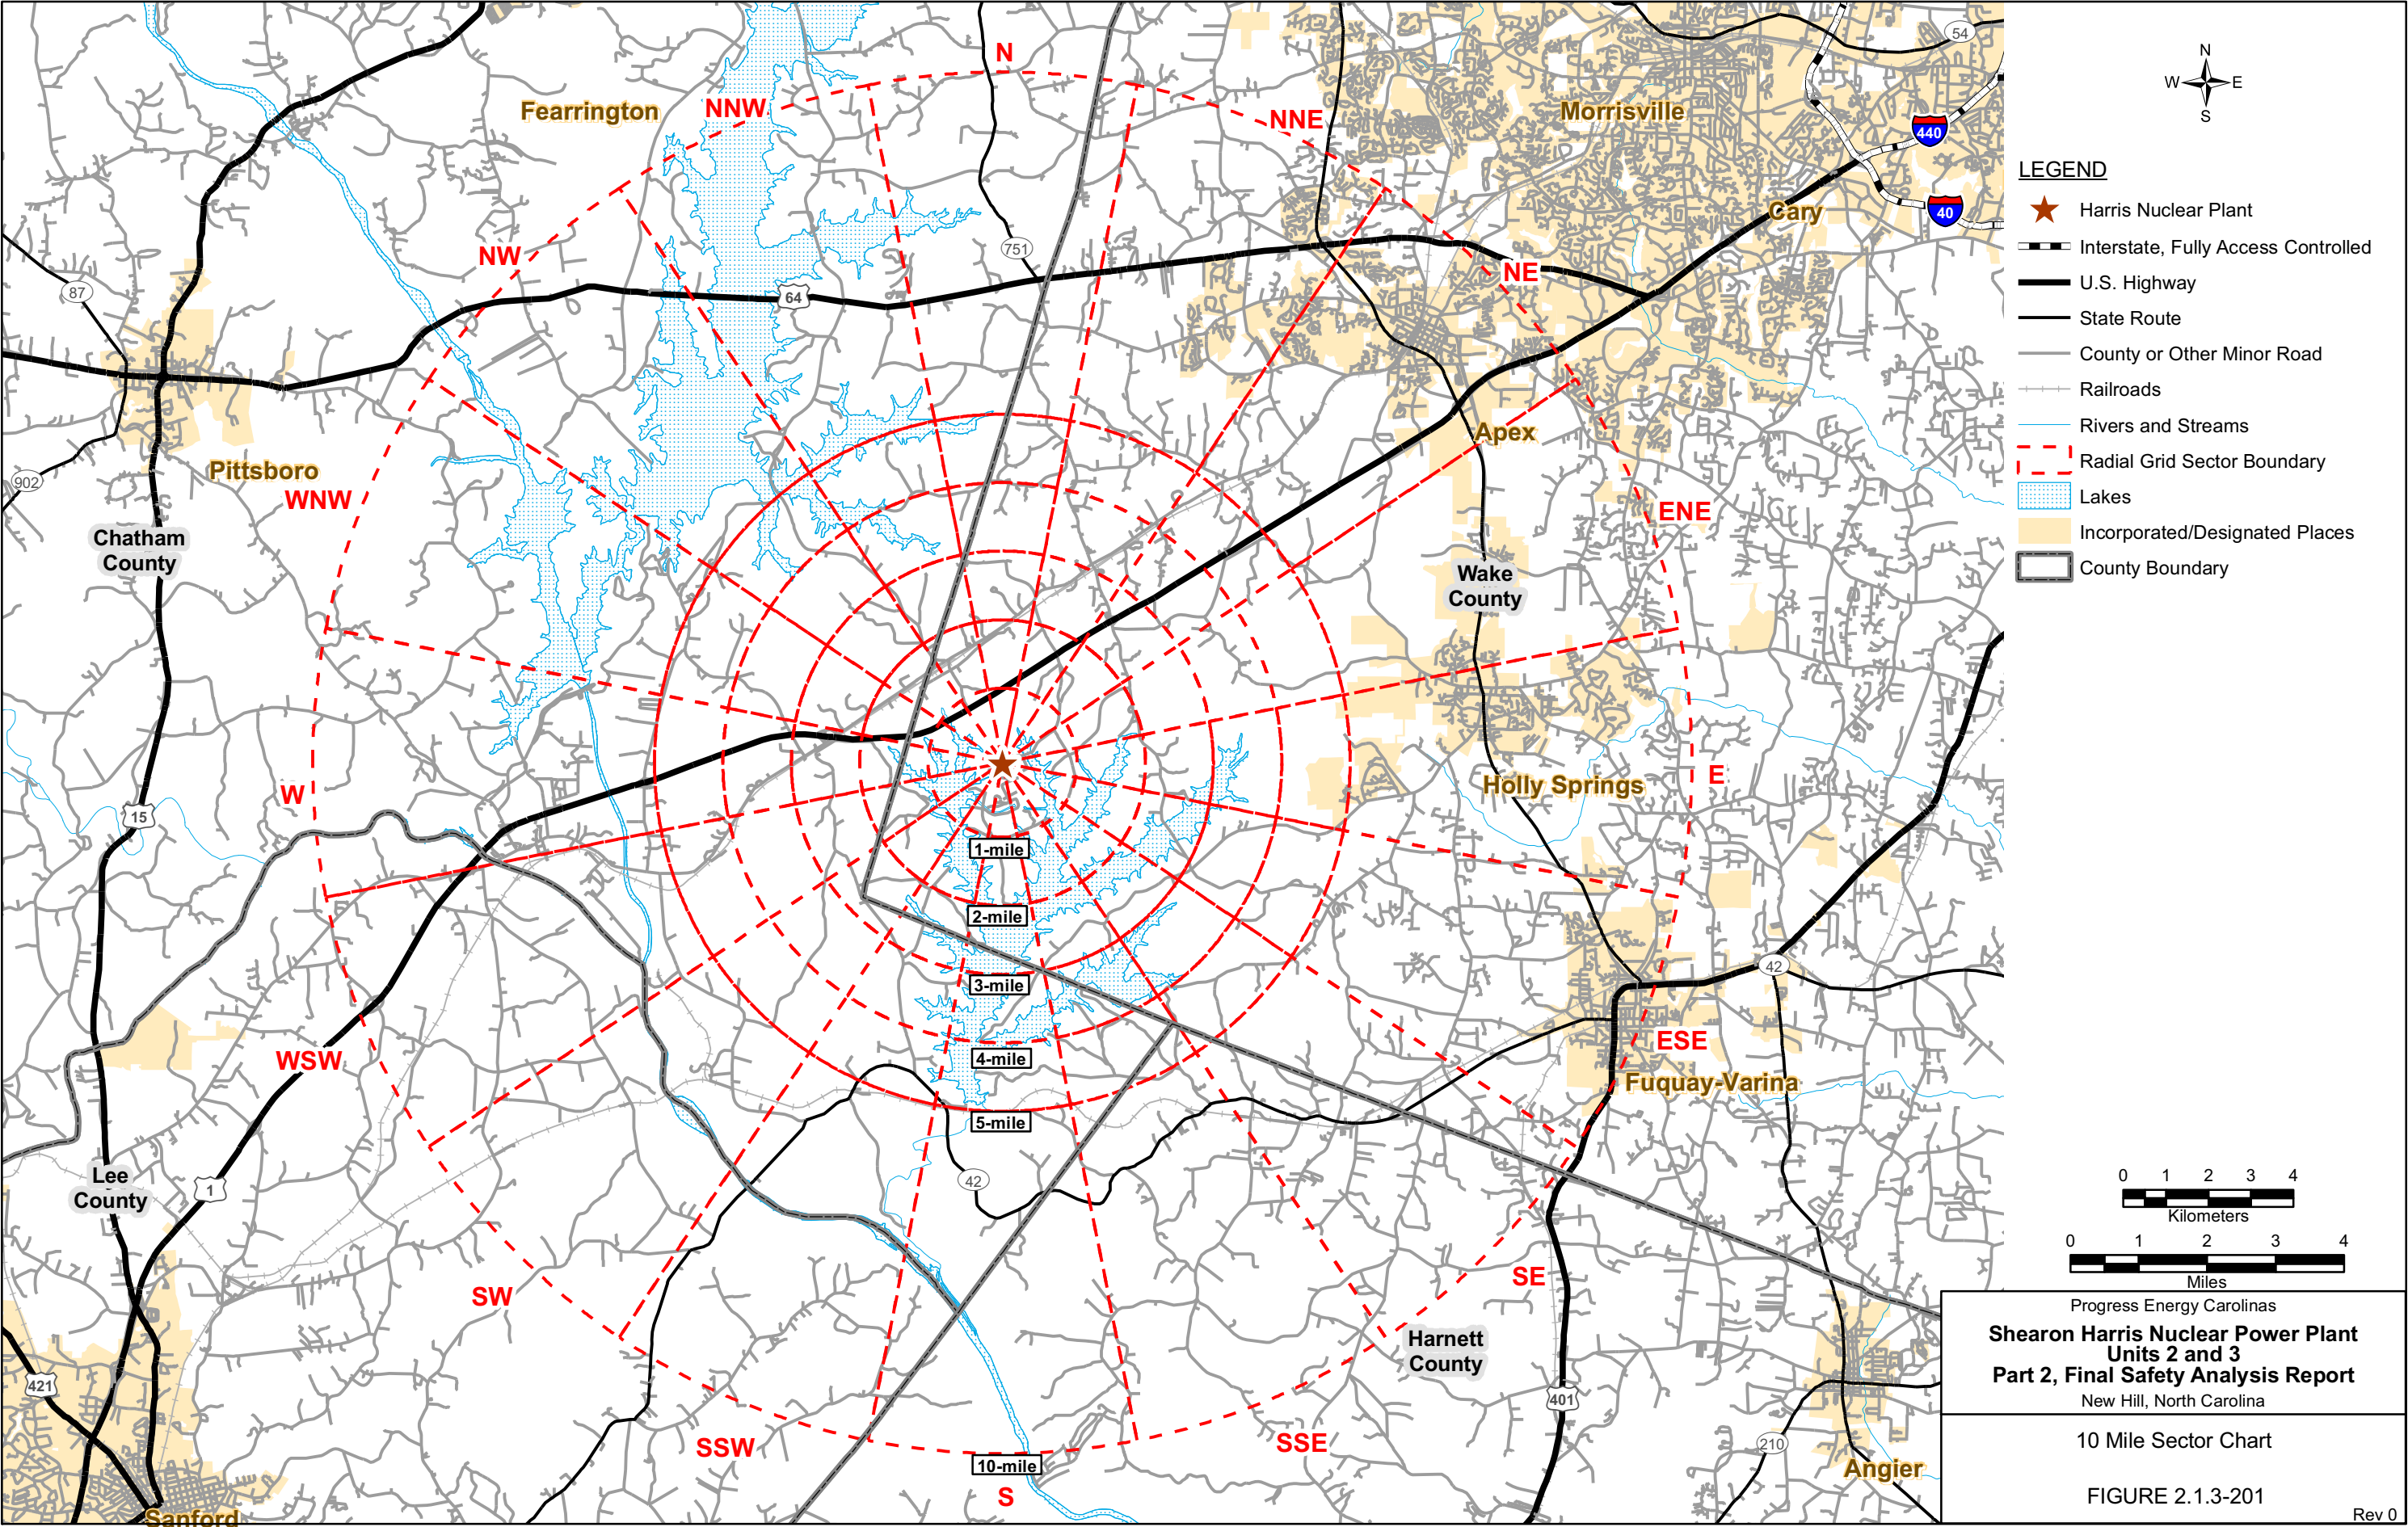 N
54
Fearrington
NNW
NNE
Morrisville
440
Cary
40
NW
751
NE
87
64
Apex
Pittsboro
902
WNW
ENE
Chatham
County
Wake
County
W
15
Holly Springs
E
1-mile
2-mile
3-mile
4-mile
5-mile
42
WSW
ESE
Fuquay-Varina
Lee
County
1
42
SW
SE
Harnett
County
421
401
SSW
SSE
10-mile
S
210
Angier
Sanford
N
W E
S
LEGEND
Harris Nuclear Plant
Interstate, Fully Access Controlled
U.S. Highway
State Route
County or Other Minor Road
Railroads
Rivers and Streams
Radial Grid Sector Boundary
Lakes
Incorporated/Designated Places
County Boundary
0 1 2 3 4
Kilometers
0 1 2 3 4
Miles
Progress Energy Carolinas
Shearon Harris Nuclear Power Plant
Units 2 and 3
Part 2, Final Safety Analysis Report
New Hill, North Carolina
10 Mile Sector Chart
FIGURE 2.1.3-201
Rev 0